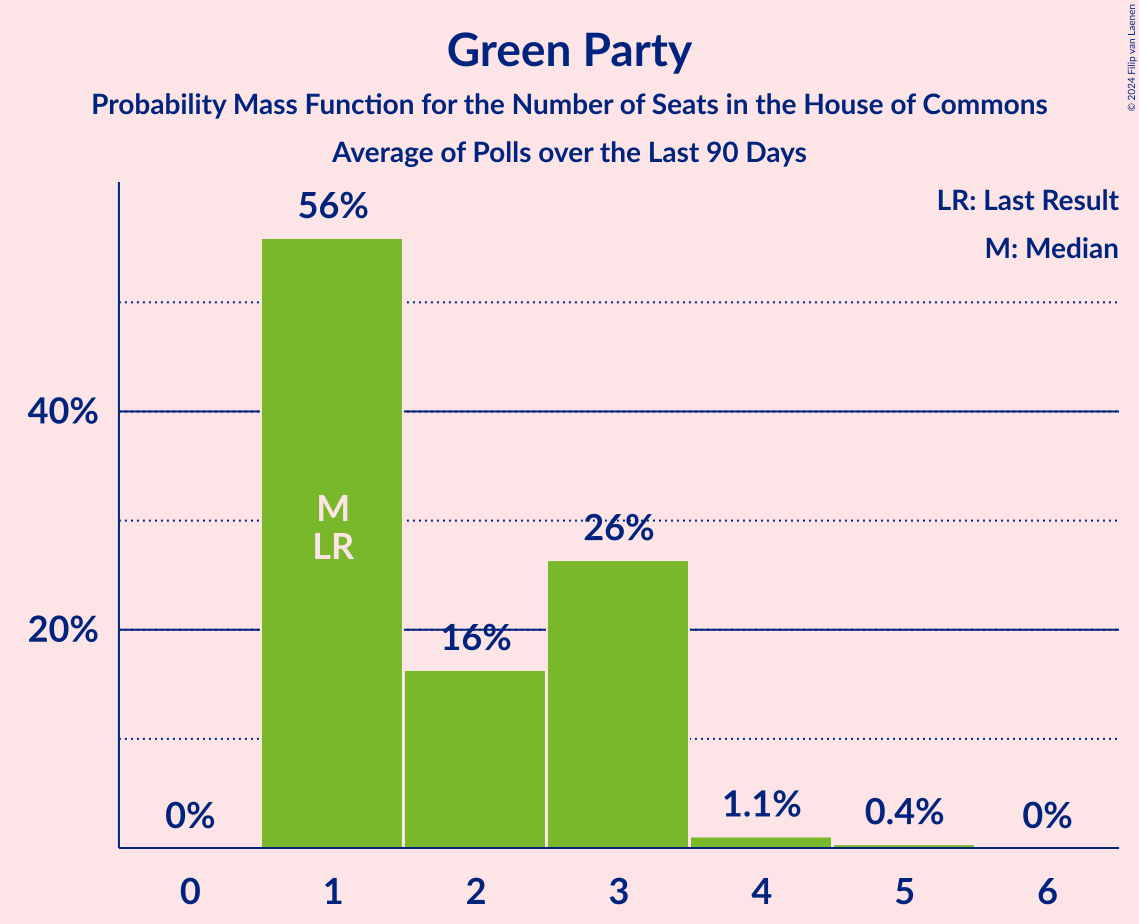 Green Party
Probability Mass Function for the Number of Seats in the House of Commons
Average of Polls over the Last 90 Days
© 2024 Filip van Laenen
LR: Last Result
M: Median
56%
40%
M
LR
26%
20%
16%
0%
1.1%
0.4%
0%
0
1
2
3
4
5
6